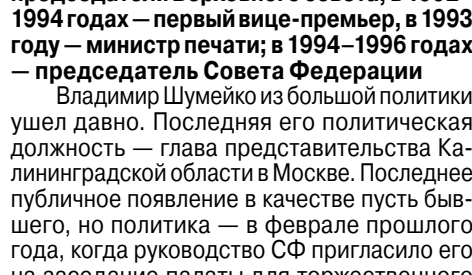 председателя Верховного Совета, в 1992–
1994 годах — первый вице-премьер, в 1993
году — министр печати; в 1994–1996 годах
— председатель Совета Федерации
Владимир Шумейко из большой политики
ушел давно. Последняя его политическая
должность — глава представительства Ка-
лининградской области в Москве. Последнее
публичное появление в качестве пусть быв-
шего, но политика — в феврале прошлого
года, когда руководство СФ пригласило его
на заседание палаты для торжественного